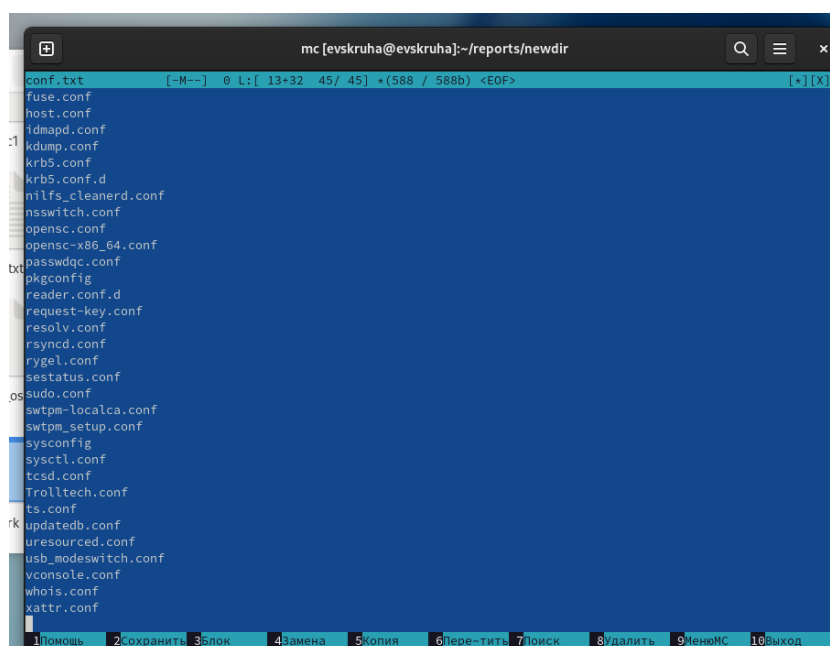 mc [evskruha@evskruha]:~/reports/newdir
conf.txt [-M--] 0 L:[ 13+32 45/ 45] *(588 / 588b) <EOF> [*][X]
fuse.conf
host.conf
idmapd.conf
kdump.conf
krb5.conf
krb5.conf.d
nilfs_cleanerd.conf
nsswitch.conf
opensc.conf
opensc-x86_64.conf
passwdqc.conf
pkgconfig
reader.conf.d
request-key.conf
resolv.conf
rsyncd.conf
rygel.conf
sestatus.conf
sudo.conf
swtpm-localca.conf
swtpm_setup.conf
sysconfig
sysctl.conf
tcsd.conf
Trolltech.conf
ts.conf
updatedb.conf
uresourced.conf
usb_modeswitch.conf
vconsole.conf
whois.conf
xattr.conf
1Помощь 2Сохранить 3Блок 4Замена 5Копия 6Пере~тить 7Поиск 8Удалить 9МенюMC 10Выход